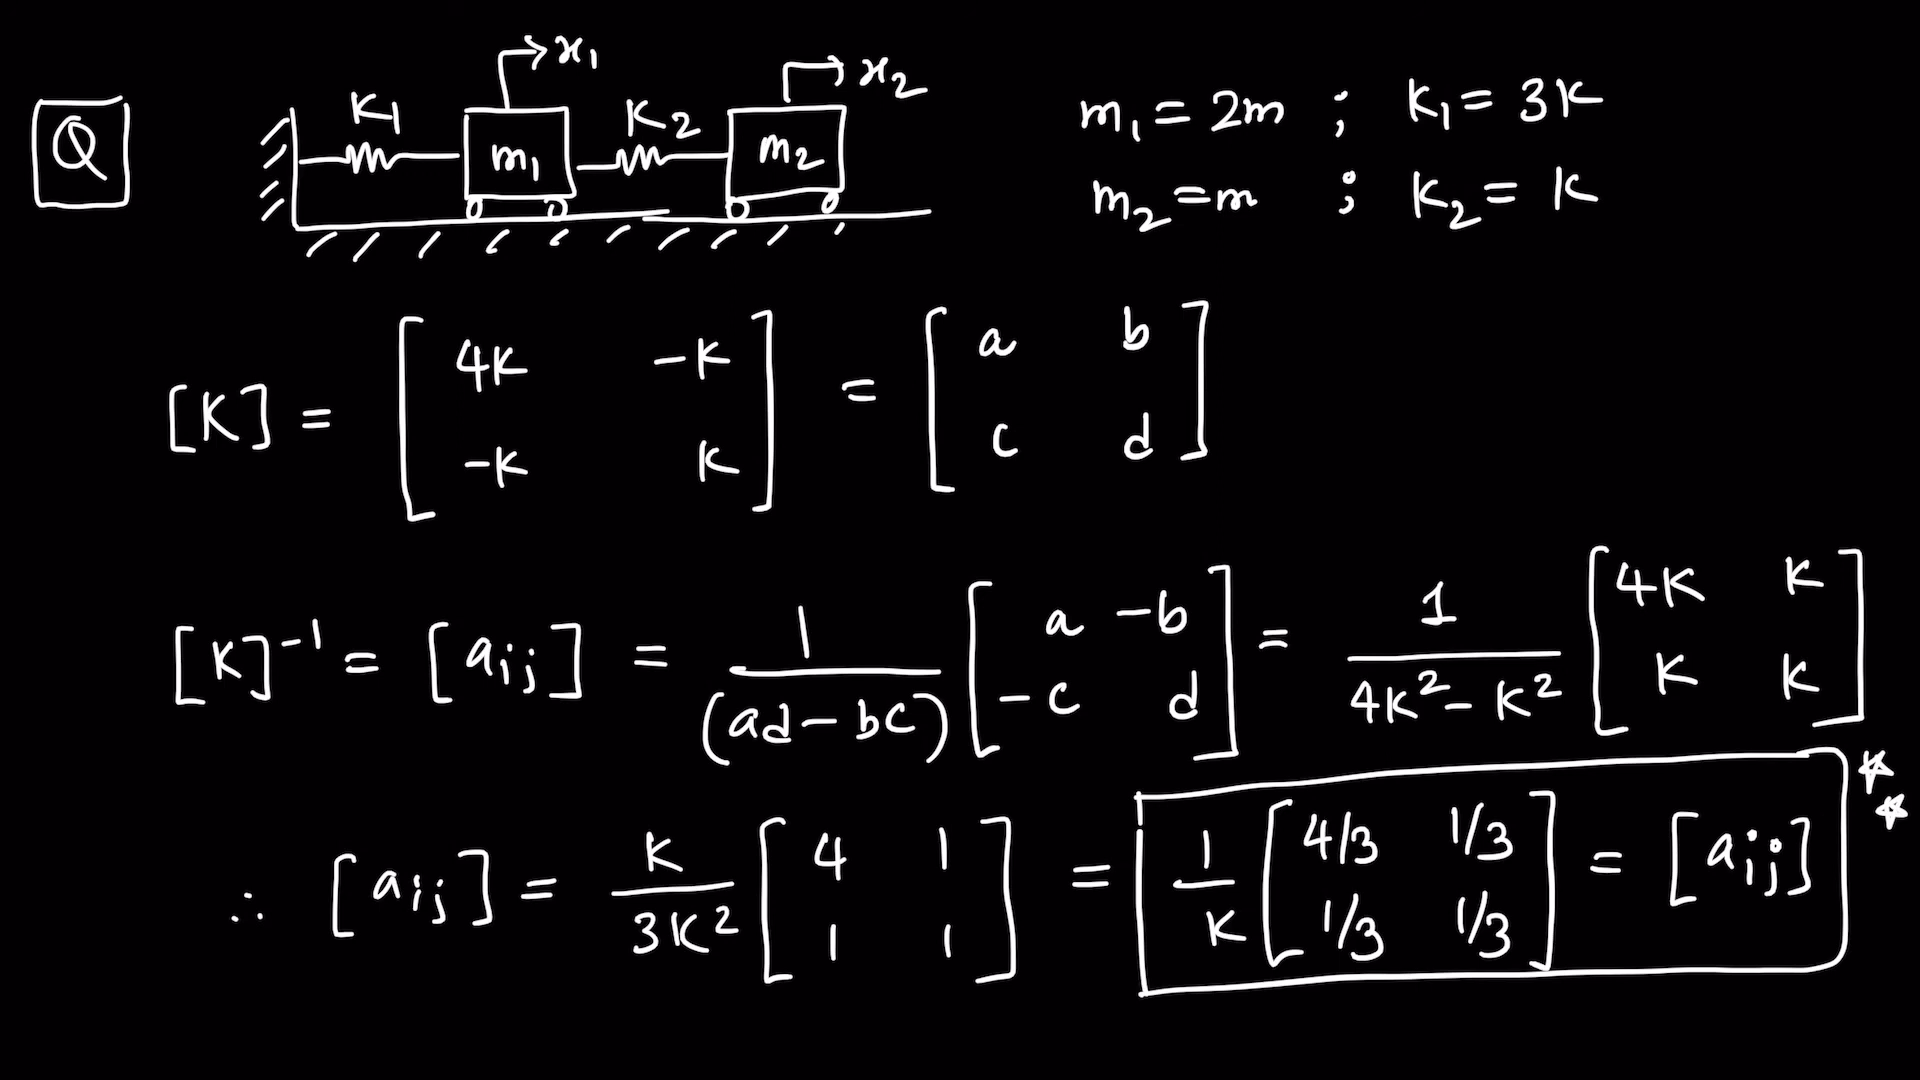 Q
K₁ m₁ → x₁ K₂ m₂ → x₂
m₁ = 2m ; K₁ = 3K
m₂ = m ; K₂ = K
[K] = [4K -K; -K K] = [a b; c d]
[K]⁻¹ = [aᵢⱼ] = 1/(ad-bc) [a -b; -c d] = 1/(4K²-K²) [4K K; K K]
∴ [aᵢⱼ] = K/3K² [4 1; 1 1] = 1/K [4/3 1/3; 1/3 1/3] = [aᵢⱼ]